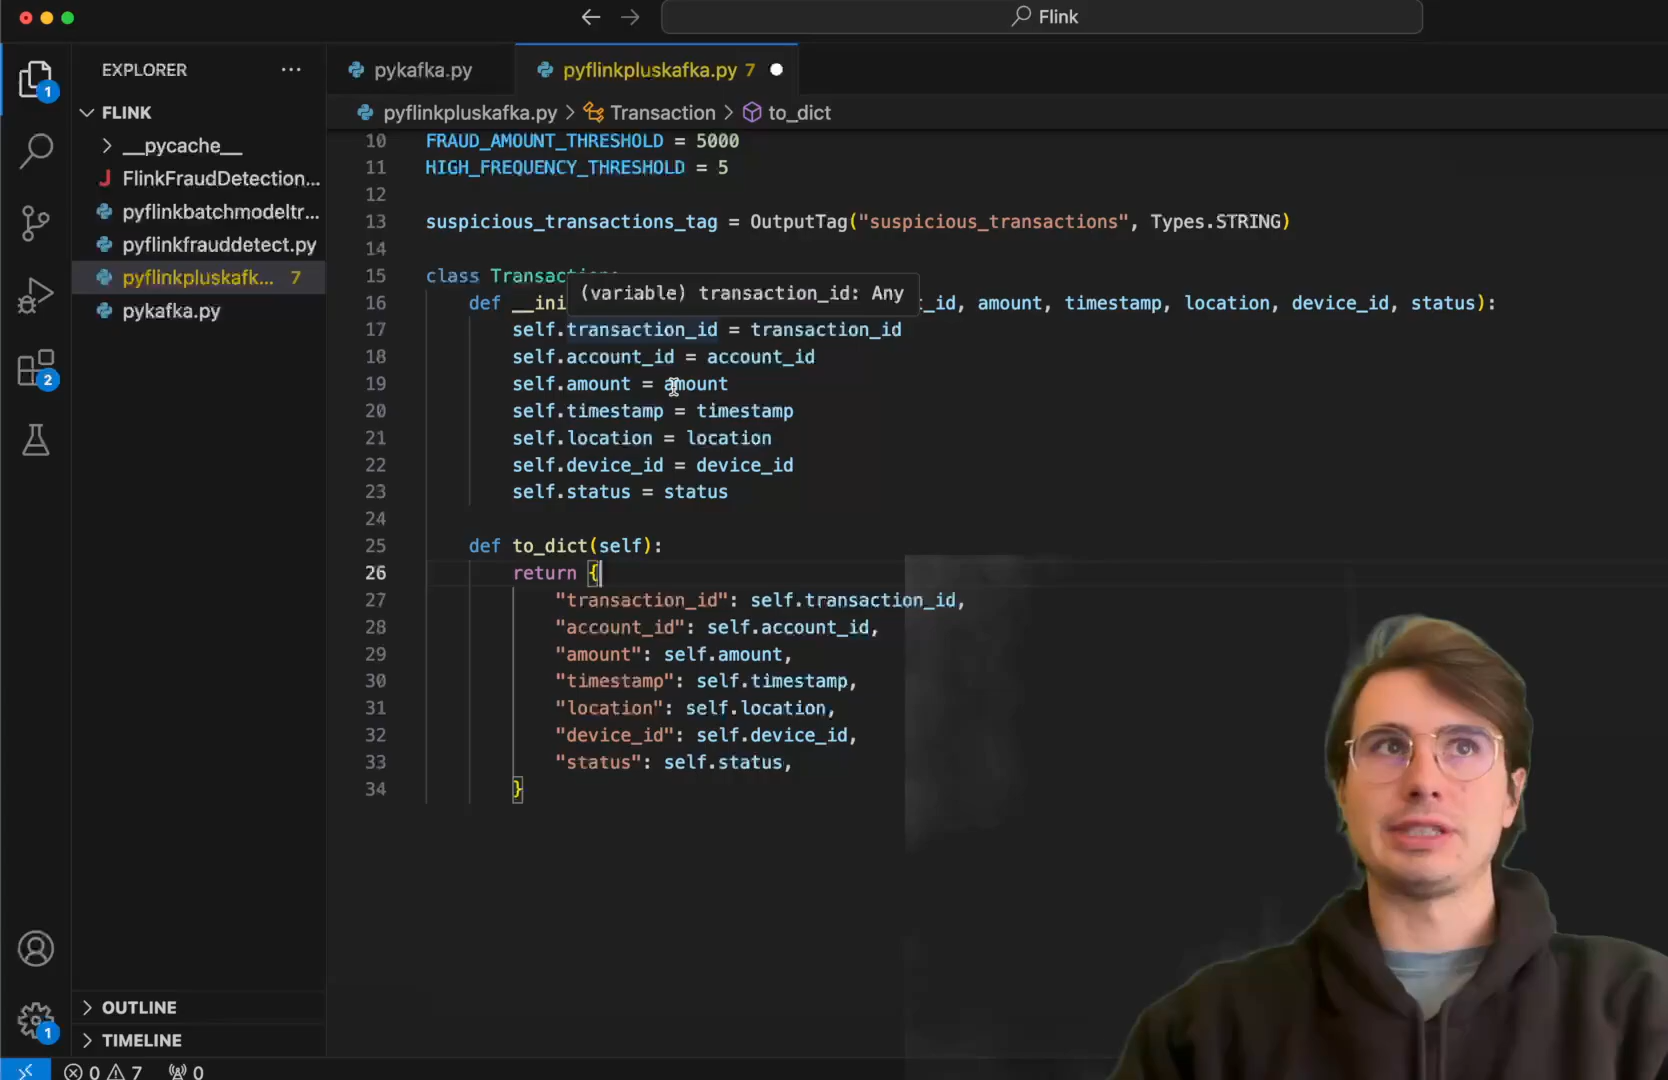 Flink
EXPLORER
pykafka.py
pyflinkpluskafka.py 7
FLINK
pyflinkpluskafka.py > Transaction > to_dict
__pycache__
FlinkFraudDetection...
pyflinkbatchmodeltr...
pyflinkfrauddetect.py
pyflinkpluskafk... 7
pykafka.py
1
2
10 FRAUD_AMOUNT_THRESHOLD = 5000
11 HIGH_FREQUENCY_THRESHOLD = 5
12
13 suspicious_transactions_tag = OutputTag("suspicious_transactions", Types.STRING)
14
15 class Transaction:
(variable) transaction_id: Any
16 def __ini t_id, amount, timestamp, location, device_id, status):
17 self.transaction_id = transaction_id
18 self.account_id = account_id
19 self.amount = amount
20 self.timestamp = timestamp
21 self.location = location
22 self.device_id = device_id
23 self.status = status
24
25 def to_dict(self):
26 return {
27 "transaction_id": self.transaction_id,
28 "account_id": self.account_id,
29 "amount": self.amount,
30 "timestamp": self.timestamp,
31 "location": self.location,
32 "device_id": self.device_id,
33 "status": self.status,
34 }
OUTLINE
1
TIMELINE
0 7 0